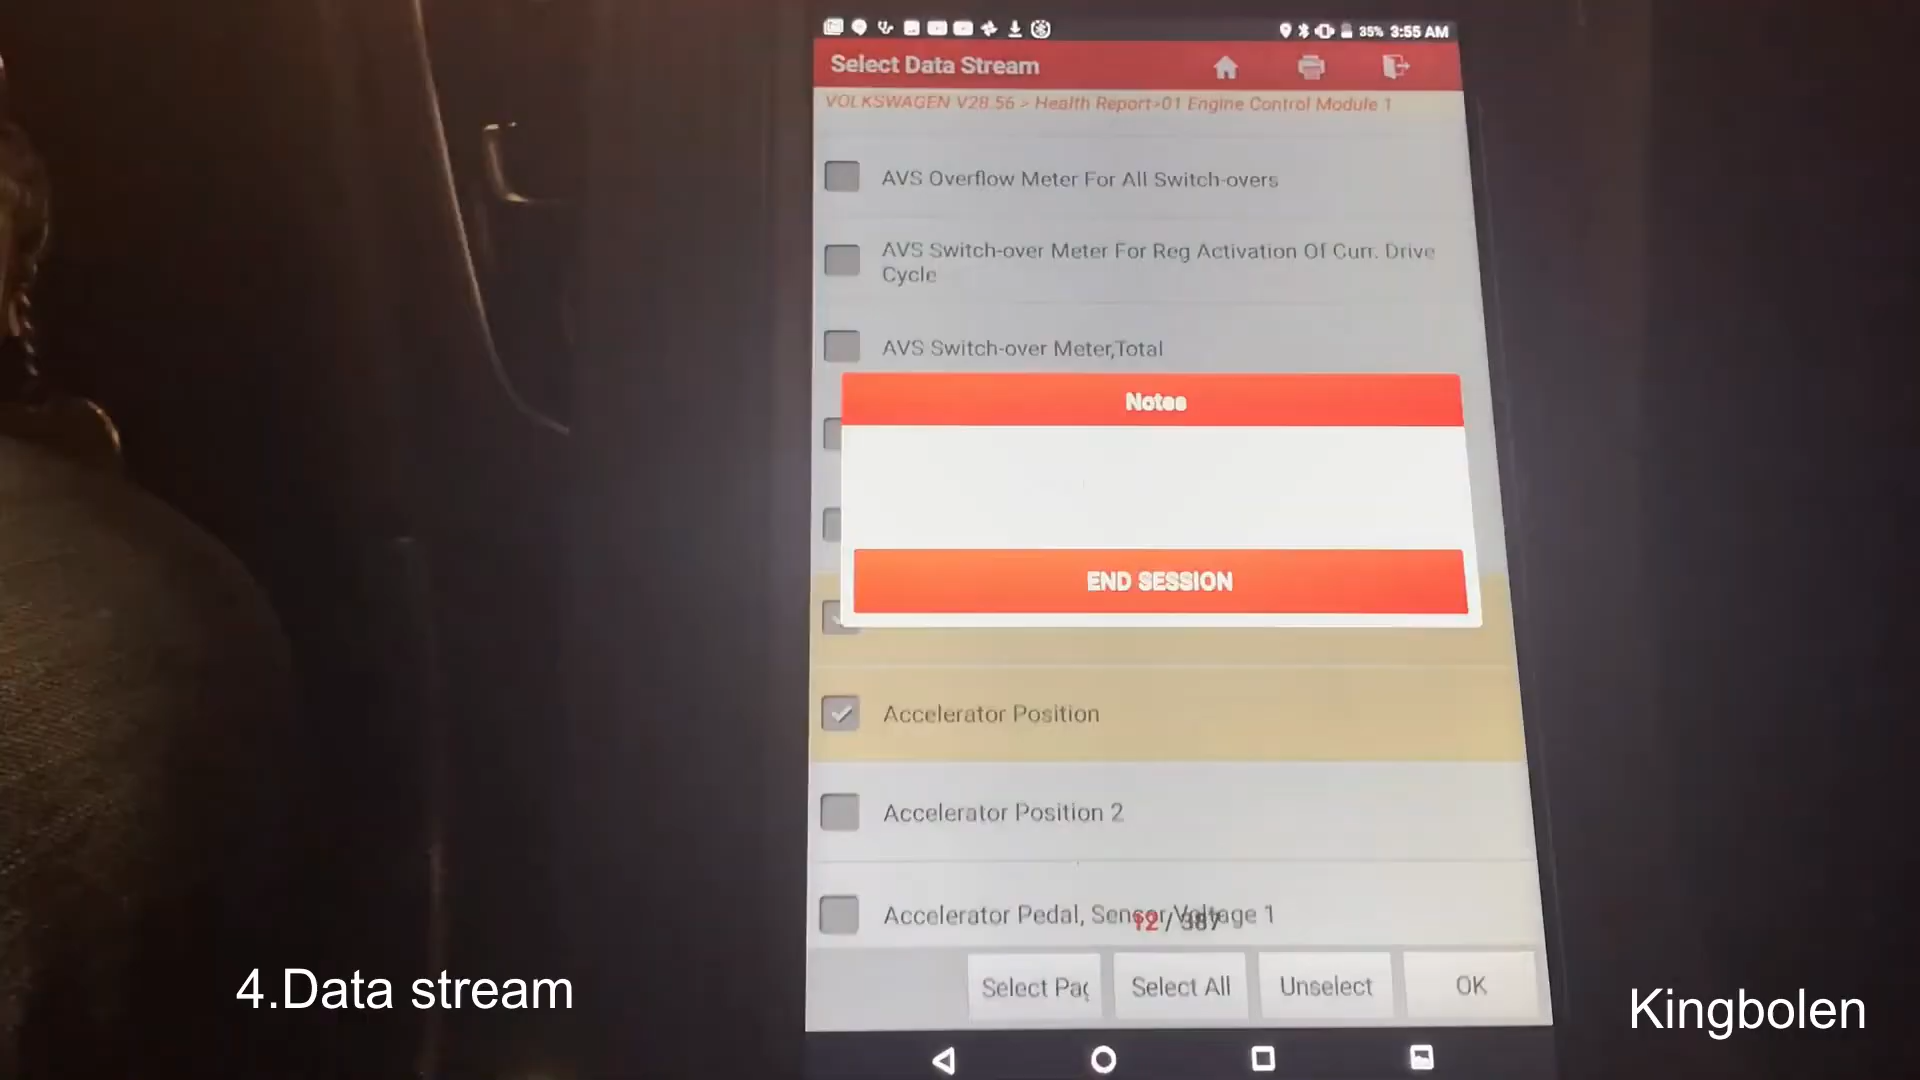 35% 3:55 AM
Select Data Stream
VOLKSWAGEN V28.56 > Health Report>01 Engine Control Module 1
AVS Overflow Meter For All Switch-overs
AVS Switch-over Meter For Reg Activation Of Curr. Drive
Cycle
AVS Switch-over Meter,Total
Notes
END SESSION
Accelerator Position
Accelerator Position 2
Accelerator Pedal, Sensor Voltage 1
12 / 387
Select Pag
Select All
Unselect
OK
4.Data stream
Kingbolen